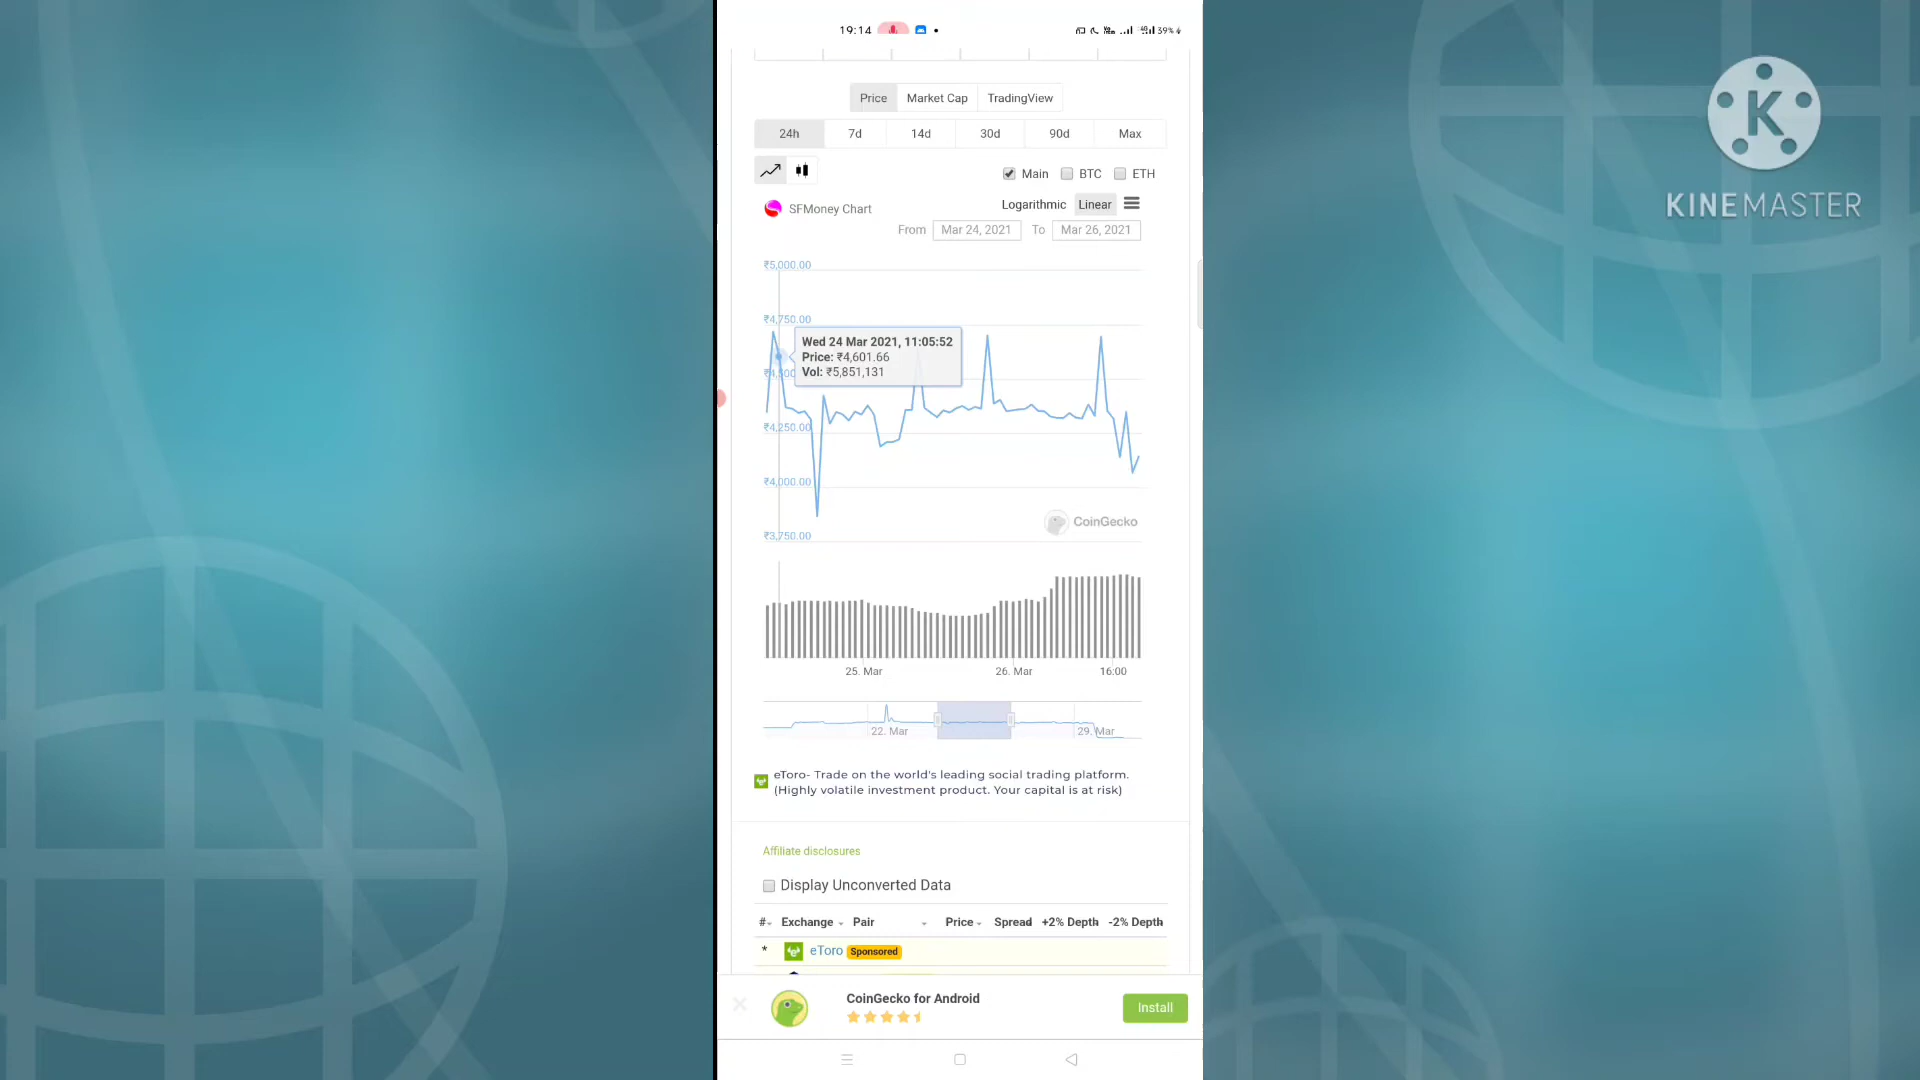 19:14
39%
KINEMASTER
Price Market Cap TradingView
24h 7d 14d 30d 90d Max
Main BTC ETH
SFMoney Chart
Logarithmic Linear
From Mar 24, 2021 To Mar 26, 2021
₹5,000.00
₹4,750.00
Wed 24 Mar 2021, 11:05:52
Price: ₹4,601.66
Vol: ₹5,851,131
₹4,250.00
₹4,000.00
CoinGecko
₹3,750.00
25. Mar 26. Mar 16:00
22. Mar 29. Mar
eToro- Trade on the world's leading social trading platform.
(Highly volatile investment product. Your capital is at risk)
Affiliate disclosures
Display Unconverted Data
# Exchange Pair Price Spread +2% Depth -2% Depth
* eToro Sponsored
CoinGecko for Android
Install